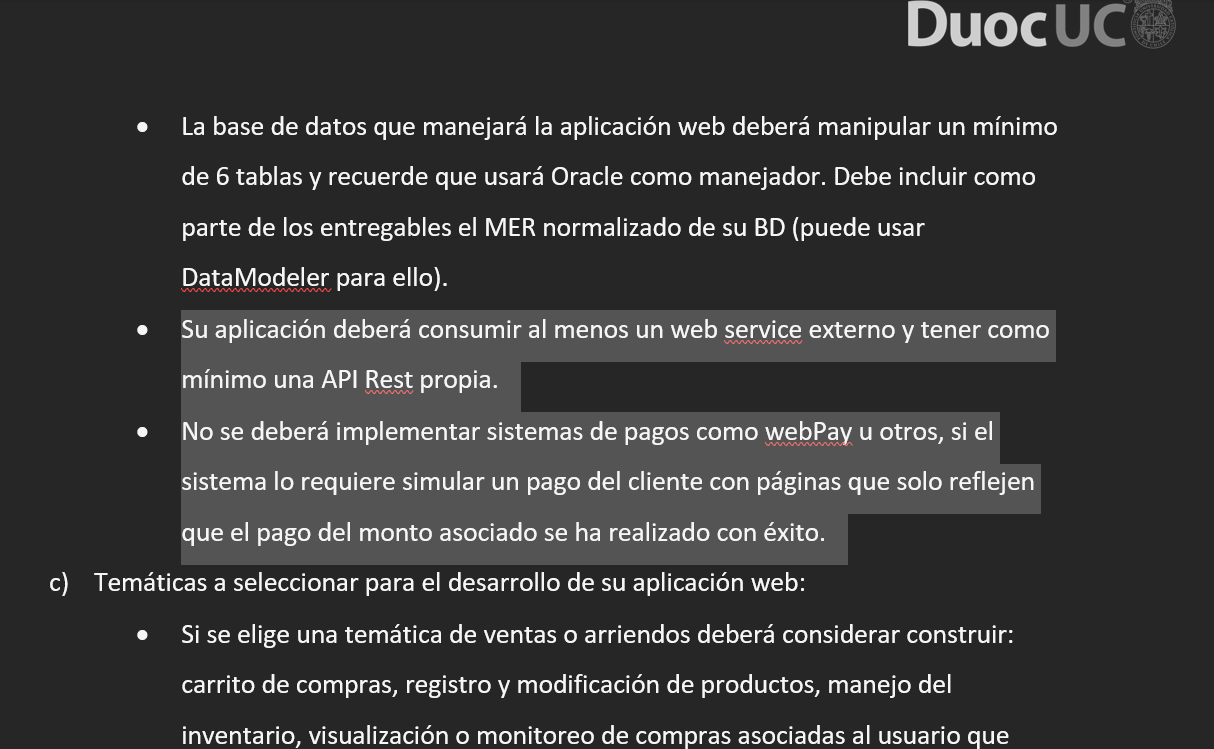 DuocUC
• La base de datos que manejará la aplicación web deberá manipular un mínimo
de 6 tablas y recuerde que usará Oracle como manejador. Debe incluir como
parte de los entregables el MER normalizado de su BD (puede usar
DataModeler para ello).
• Su aplicación deberá consumir al menos un web service externo y tener como
mínimo una API Rest propia.
• No se deberá implementar sistemas de pagos como webPay u otros, si el
sistema lo requiere simular un pago del cliente con páginas que solo reflejen
que el pago del monto asociado se ha realizado con éxito.
c) Temáticas a seleccionar para el desarrollo de su aplicación web:
• Si se elige una temática de ventas o arriendos deberá considerar construir:
carrito de compras, registro y modificación de productos, manejo del
inventario, visualización o monitoreo de compras asociadas al usuario que